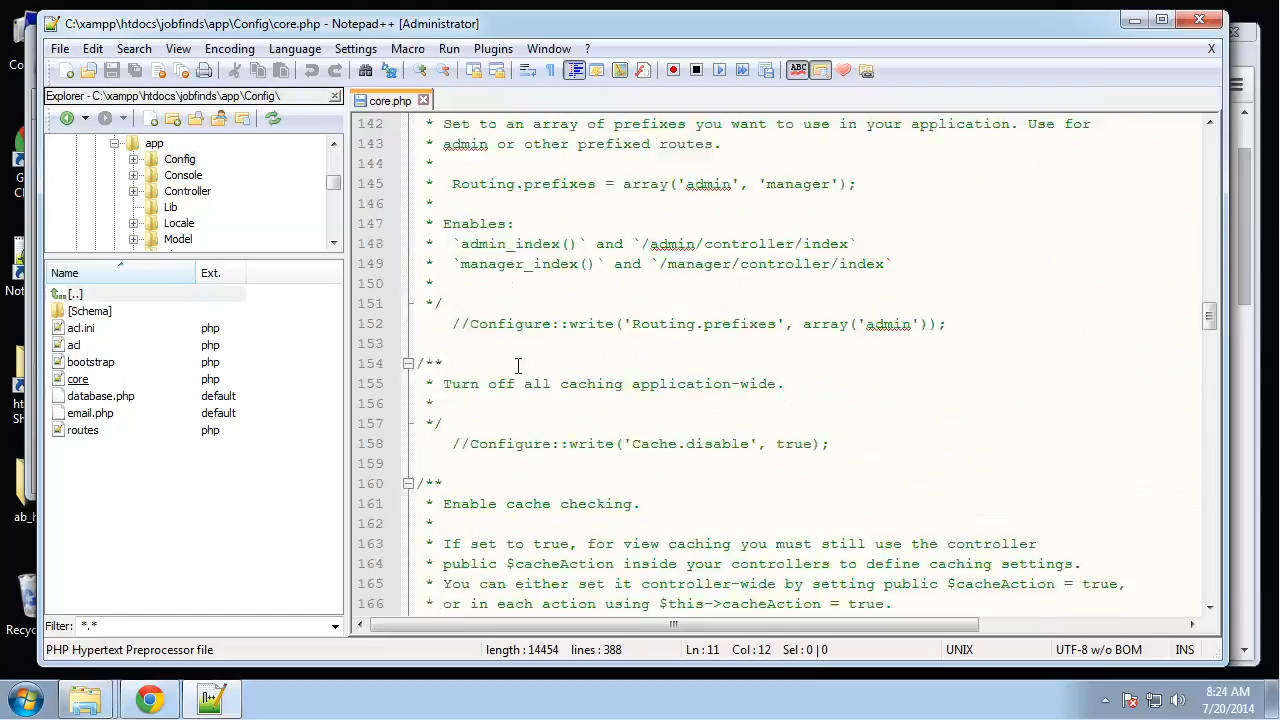 C:\xampp\htdocs\jobfinds\app\Config\core.php - Notepad++ [Administrator]
File Edit Search View Encoding Language Settings Macro Run Plugins Window ? X
Explorer - C:\xampp\htdocs\jobfinds\app\Config\
core.php
app
Config
Console
Controller
Lib
Locale
Model
Name Ext.
[..]
[Schema]
acl.ini php
acl php
bootstrap php
core php
database.php default
email.php default
routes php
Filter: *.*
142 * Set to an array of prefixes you want to use in your application. Use for
143 * admin or other prefixed routes.
144 *
145 * Routing.prefixes = array('admin', 'manager');
146 *
147 * Enables:
148 * `admin_index()` and `/admin/controller/index`
149 * `manager_index()` and `/manager/controller/index`
150 *
151 */
152 //Configure::write('Routing.prefixes', array('admin'));
153
154 /**
155 * Turn off all caching application-wide.
156 *
157 */
158 //Configure::write('Cache.disable', true);
159
160 /**
161 * Enable cache checking.
162 *
163 * If set to true, for view caching you must still use the controller
164 * public $cacheAction inside your controllers to define caching settings.
165 * You can either set it controller-wide by setting public $cacheAction = true,
166 * or in each action using $this->cacheAction = true.
PHP Hypertext Preprocessor file length : 14454 lines : 388 Ln : 11 Col : 12 Sel : 0 | 0 UNIX UTF-8 w/o BOM INS
8:24 AM
7/20/2014